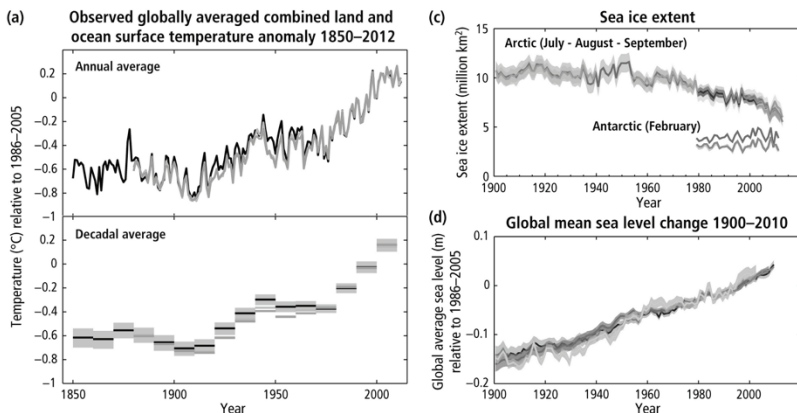 (a)
Observed globally averaged combined land and
ocean surface temperature anomaly 1850–2012
Annual average
0.2
0
−0.2
−0.4
−0.6
−0.8
−1
Decadal average
0.2
0
−0.2
−0.4
−0.6
−0.8
−1
Temperature (°C) relative to 1986–2005
1850
1900
1950
2000
Year
(c)
Sea ice extent
Arctic (July - August - September)
Antarctic (February)
15
10
5
0
Sea ice extent (million km²)
1900
1920
1940
1960
1980
2000
Year
(d)
Global mean sea level change 1900–2010
0.1
0
−0.1
−0.2
Global average sea level (m)
relative to 1986–2005
1900
1920
1940
1960
1980
2000
Year